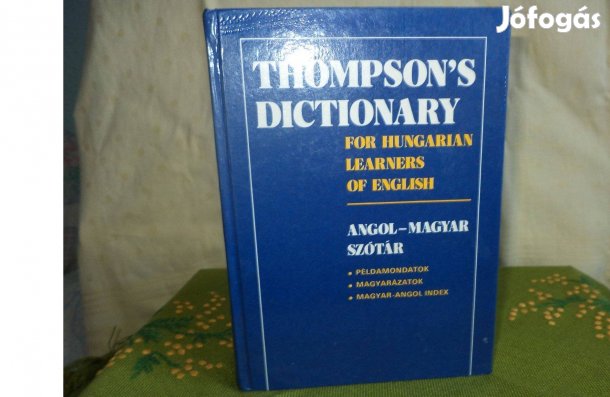 Jófogás
THOMPSON'S
DICTIONARY
FOR HUNGARIAN
LEARNERS
OF ENGLISH
ANGOL–MAGYAR
SZÓTÁR
• PÉLDAMONDATOK
• MAGYARÁZATOK
• MAGYAR-ANGOL INDEX